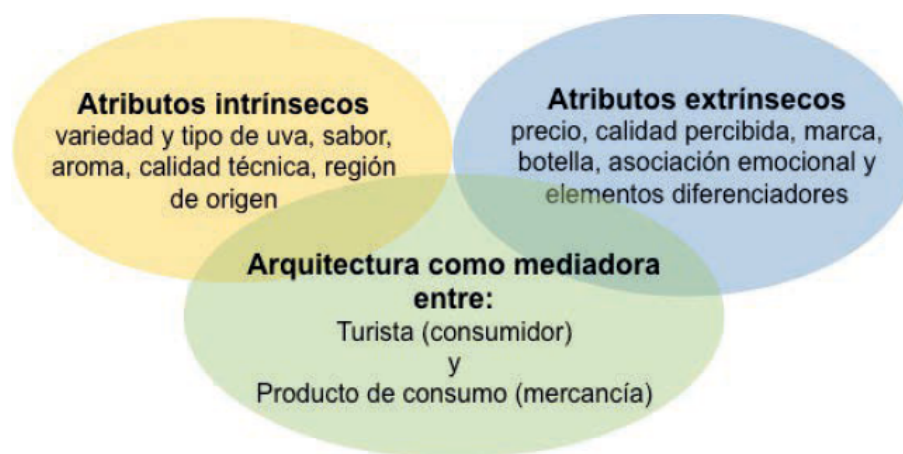 Atributos intrínsecos
variedad y tipo de uva, sabor,
aroma, calidad técnica, región
de origen
Atributos extrínsecos
precio, calidad percibida, marca,
botella, asociación emocional y
elementos diferenciadores
Arquitectura como mediadora
entre:
Turista (consumidor)
y
Producto de consumo (mercancía)